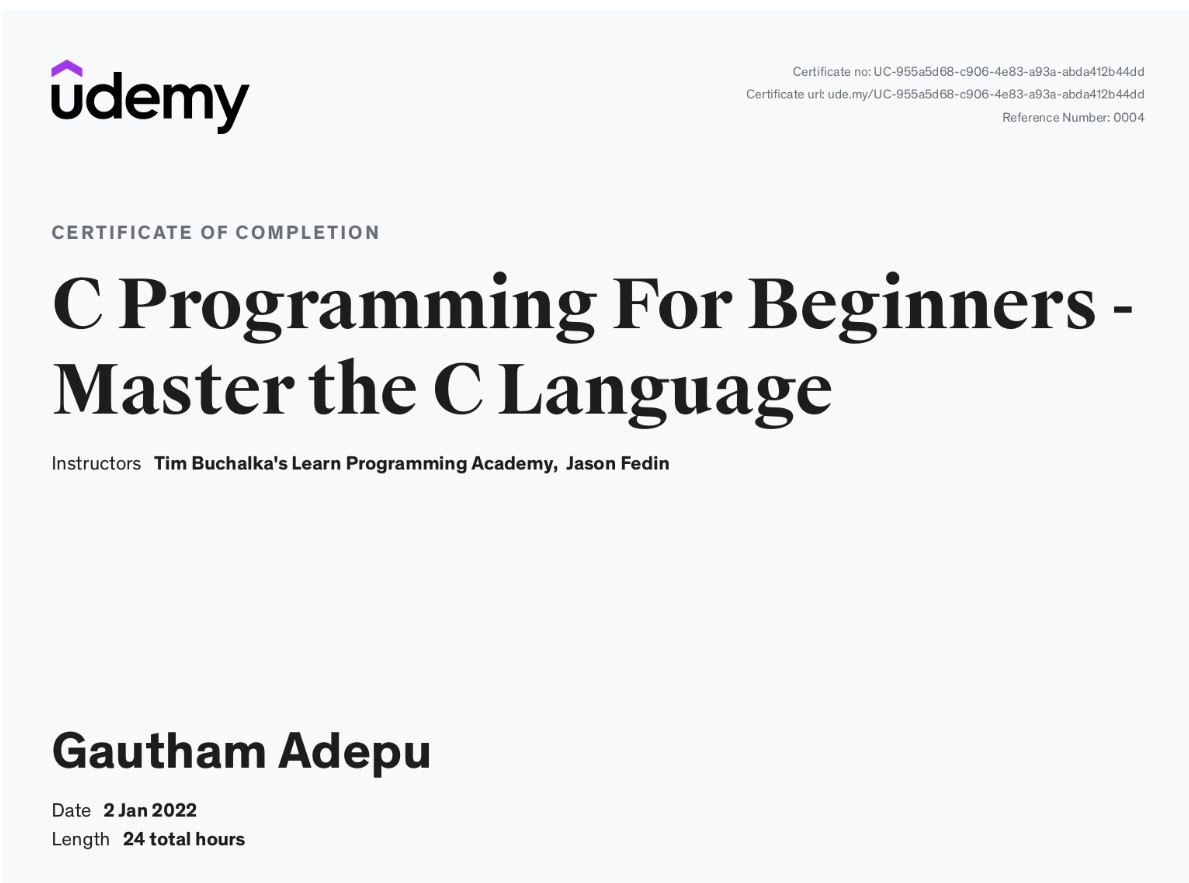 udemy
Certificate no: UC-955a5d68-c906-4e83-a93a-abda412b44dd
Certificate url: ude.my/UC-955a5d68-c906-4e83-a93a-abda412b44dd
Reference Number: 0004
CERTIFICATE OF COMPLETION
C Programming For Beginners -
Master the C Language
Instructors Tim Buchalka's Learn Programming Academy, Jason Fedin
Gautham Adepu
Date 2 Jan 2022
Length 24 total hours